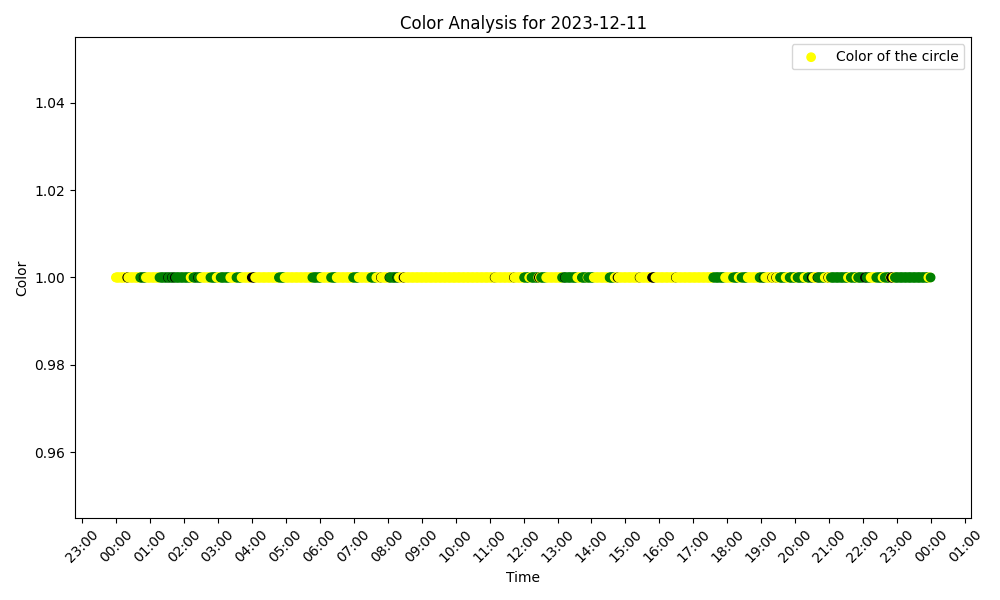 Color Analysis for 2023-12-11
Color of the circle
1.04
1.02
1.00
0.98
0.96
Color
23:00 00:00 01:00 02:00 03:00 04:00 05:00 06:00 07:00 08:00 09:00 10:00 11:00 12:00 13:00 14:00 15:00 16:00 17:00 18:00 19:00 20:00 21:00 22:00 23:00 00:00 01:00
Time